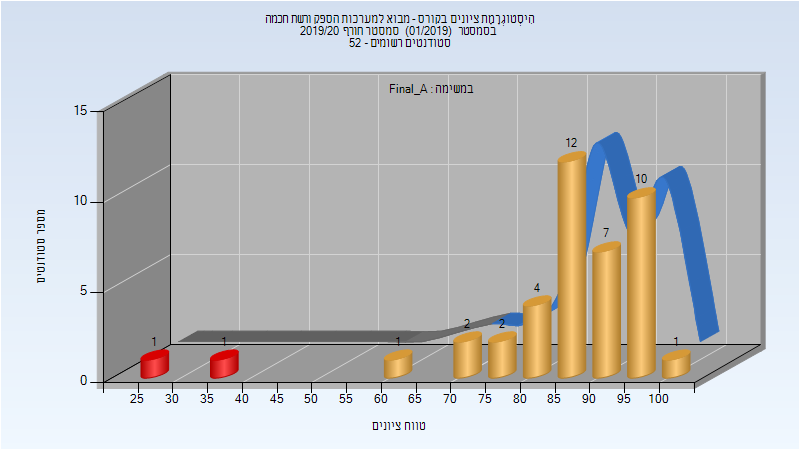 היסטוגרמת ציונים בקורס - מבוא למערכות הספק ורשת חכמה
בסמסטר (01/2019) סמסטר חורף 2019/20
סטודנטים רשומים - 52
במשימה : Final_A
מספר סטודנטים
15
10
5
0
1
1
1
2
2
4
12
7
10
1
25 30 35 40 45 50 55 60 65 70 75 80 85 90 95 100
טווח ציונים